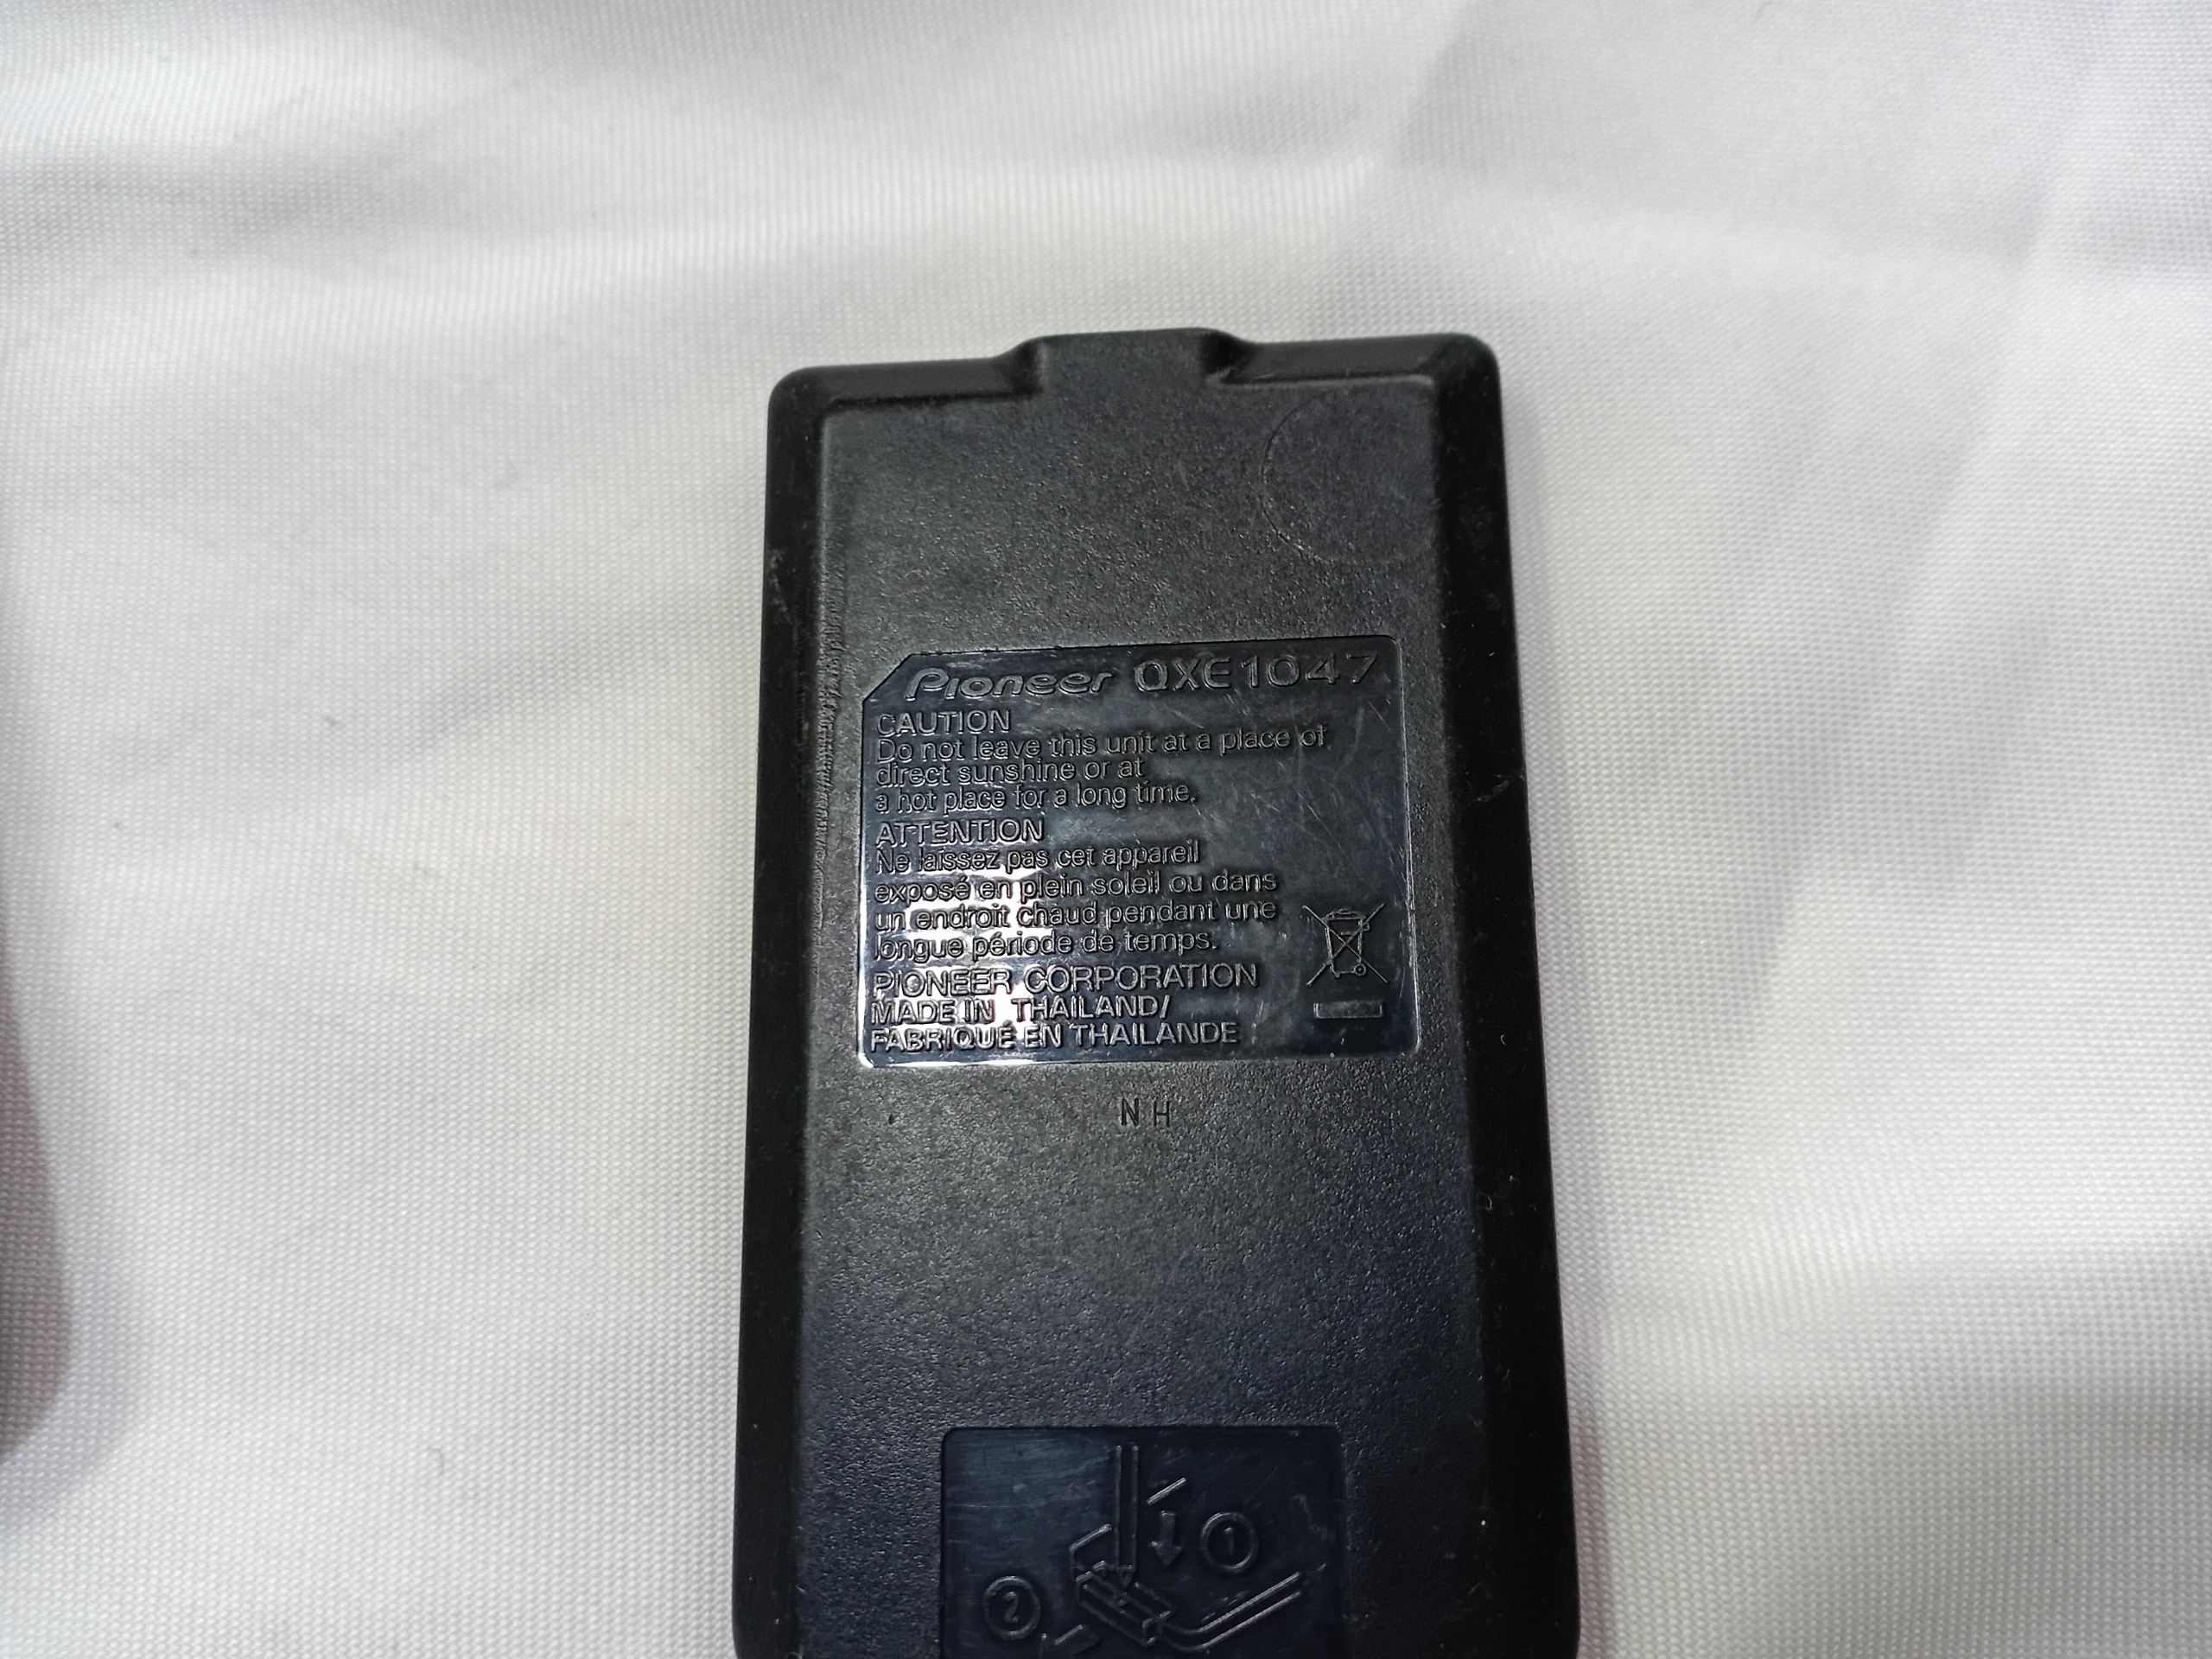 Pioneer QXE1047
CAUTION
Do not leave this unit at a place of
direct sunshine or at
a hot place for a long time.
ATTENTION
Ne laissez pas cet appareil
exposé en plein soleil ou dans
un endroit chaud pendant une
longue période de temps.
PIONEER CORPORATION
MADE IN THAILAND/
FABRIQUÉ EN THAILANDE
N H
1
2